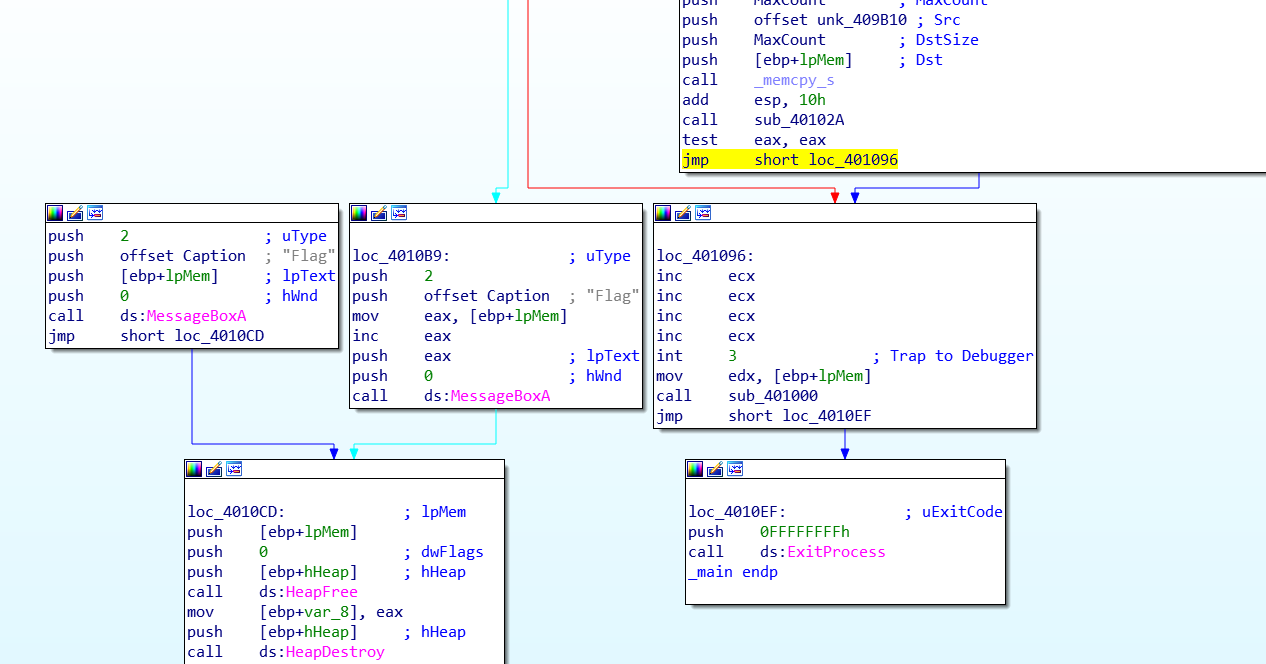 push MaxCount ; MaxCount
push offset unk_409B10 ; Src
push MaxCount ; DstSize
push [ebp+lpMem] ; Dst
call _memcpy_s
add esp, 10h
call sub_40102A
test eax, eax
jmp short loc_401096
push 2 ; uType
push offset Caption ; "Flag"
push [ebp+lpMem] ; lpText
push 0 ; hWnd
call ds:MessageBoxA
jmp short loc_4010CD
loc_4010B9: ; uType
push 2
push offset Caption ; "Flag"
mov eax, [ebp+lpMem]
inc eax
push eax ; lpText
push 0 ; hWnd
call ds:MessageBoxA
loc_401096:
inc ecx
inc ecx
inc ecx
inc ecx
int 3 ; Trap to Debugger
mov edx, [ebp+lpMem]
call sub_401000
jmp short loc_4010EF
loc_4010CD: ; lpMem
push [ebp+lpMem]
push 0 ; dwFlags
push [ebp+hHeap] ; hHeap
call ds:HeapFree
mov [ebp+var_8], eax
push [ebp+hHeap] ; hHeap
call ds:HeapDestroy
loc_4010EF: ; uExitCode
push 0FFFFFFFFh
call ds:ExitProcess
_main endp